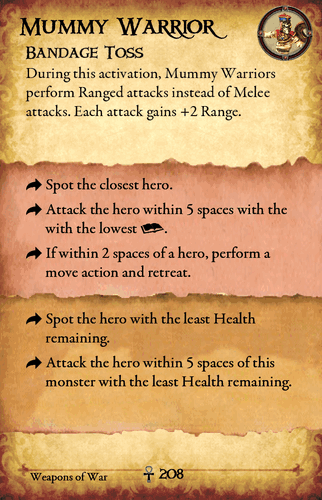 Mummy Warrior
Bandage Toss
During this activation, Mummy Warriors
perform Ranged attacks instead of Melee
attacks. Each attack gains +2 Range.
Spot the closest hero.
Attack the hero within 5 spaces with the
with the lowest .
If within 2 spaces of a hero, perform a
move action and retreat.
Spot the hero with the least Health
remaining.
Attack the hero within 5 spaces of this
monster with the least Health remaining.
Weapons of War ☥ 208